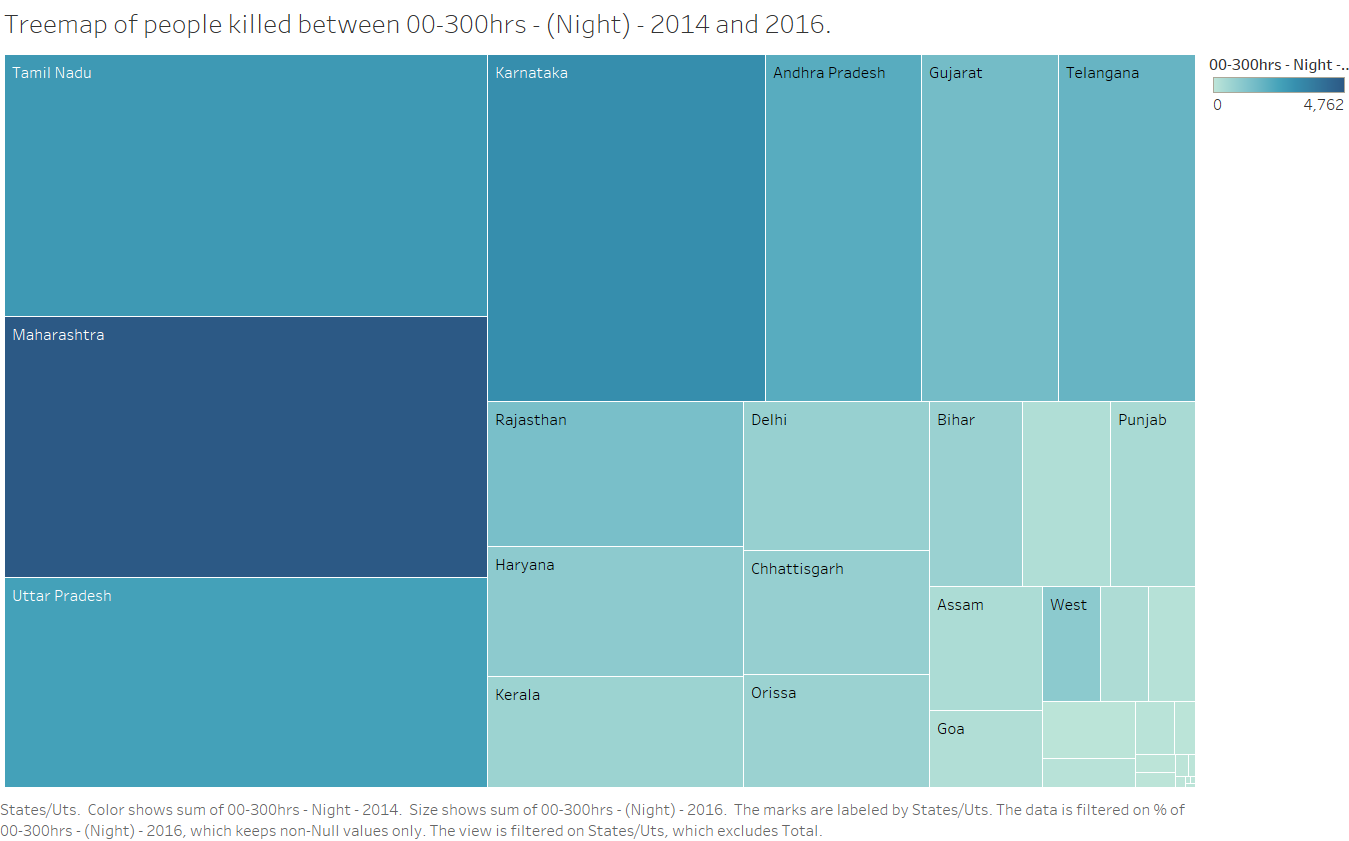 Treemap of people killed between 00-300hrs - (Night) - 2014 and 2016.
00-300hrs - Night -..
0 4,762
Tamil Nadu
Karnataka
Andhra Pradesh
Gujarat
Telangana
Maharashtra
Rajasthan
Delhi
Bihar
Punjab
Haryana
Chhattisgarh
Uttar Pradesh
Assam
West
Kerala
Orissa
Goa
States/Uts.  Color shows sum of 00-300hrs - Night - 2014.  Size shows sum of 00-300hrs - (Night) - 2016.  The marks are labeled by States/Uts. The data is filtered on % of
00-300hrs - (Night) - 2016, which keeps non-Null values only. The view is filtered on States/Uts, which excludes Total.